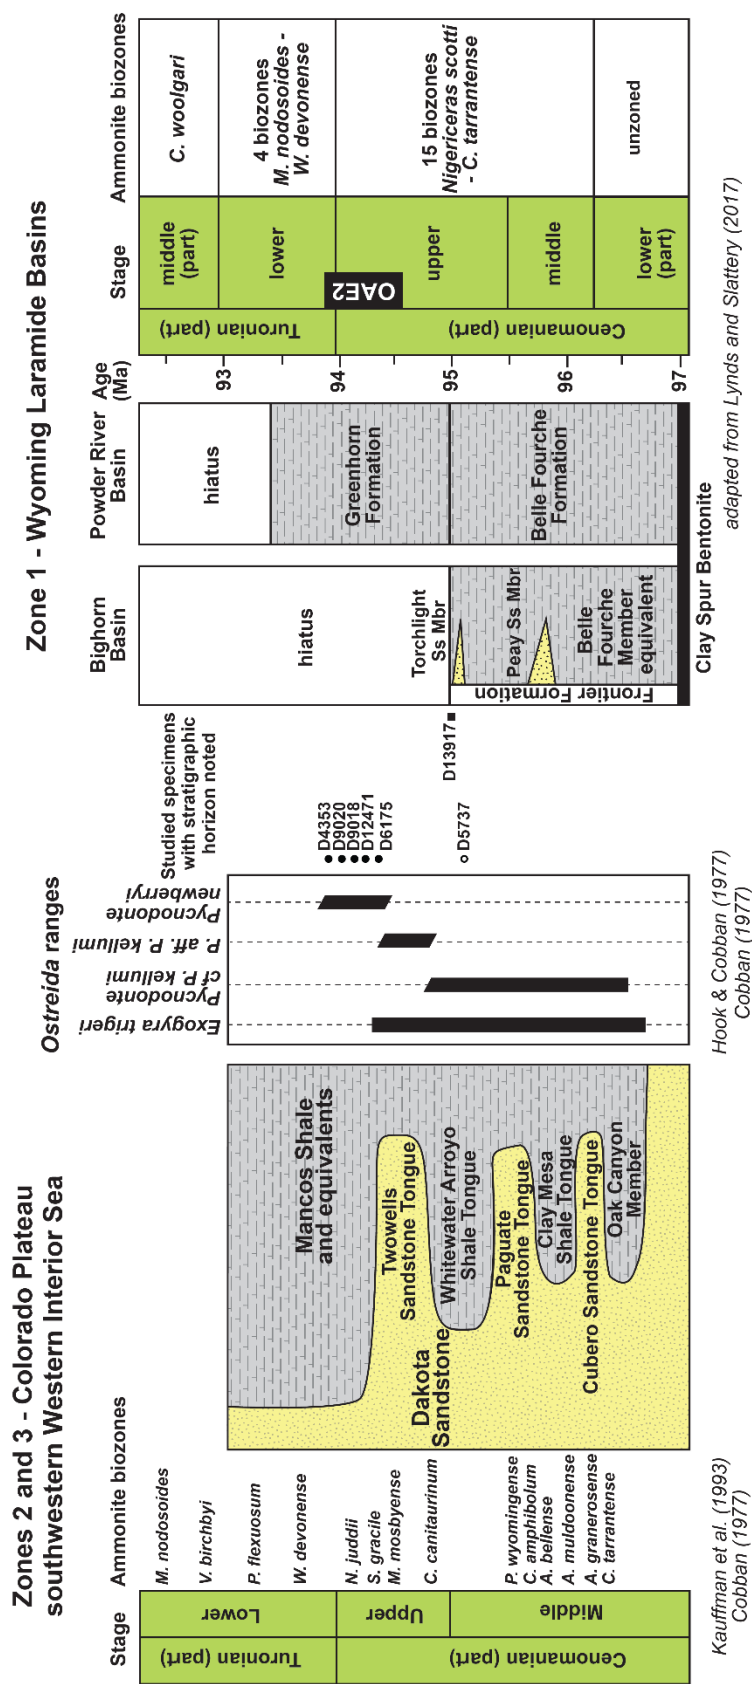 Zones 2 and 3 - Colorado Plateau
southwestern Western Interior Sea
Stage
Ammonite biozones
Turonian (part)
Cenomanian (part)
Lower
Upper
Middle
M. nodosoides
V. birchbyi
P. flexuosum
W. devonense
N. juddii
S. gracile
M. mosbyense
C. canitaurinum
P. wyomingense
C. amphibolum
A. bellense
A. muldoonense
A. granerosense
C. tarrantense
Mancos Shale
and equivalents
Twowells
Sandstone Tongue
Whitewater Arroyo
Shale Tongue
Dakota
Sandstone
Paguate
Sandstone Tongue
Clay Mesa
Shale Tongue
Cubero Sandstone Tongue
Oak Canyon
Member
Kauffman et al. (1993)
Cobban (1977)
Ostreida ranges
Exogyra trigeri
Pycnodonte
cf P. kellumi
P. aff. P. kellumi
Pycnodonte
newberryi
Studied specimens
with stratigraphic
horizon noted
D4353
D9020
D9018
D12471
D6175
D5737
D13917
Hook & Cobban (1977)
Cobban (1977)
Zone 1 - Wyoming Laramide Basins
Bighorn
Basin
Powder River
Basin
Age
(Ma)
Stage
Ammonite biozones
hiatus
Torchlight
Ss Mbr
Peay Ss Mbr
Belle
Fourche
Member
equivalent
Frontier Formation
hiatus
Greenhorn
Formation
Belle Fourche
Formation
Clay Spur Bentonite
93
94
95
96
97
Turonian (part)
Cenomanian (part)
middle
(part)
lower
OAE2
upper
middle
lower
(part)
C. woolgari
4 biozones
M. nodosoides -
W. devonense
15 biozones
Nigericeras scotti
- C. tarrantense
unzoned
adapted from Lynds and Slattery (2017)